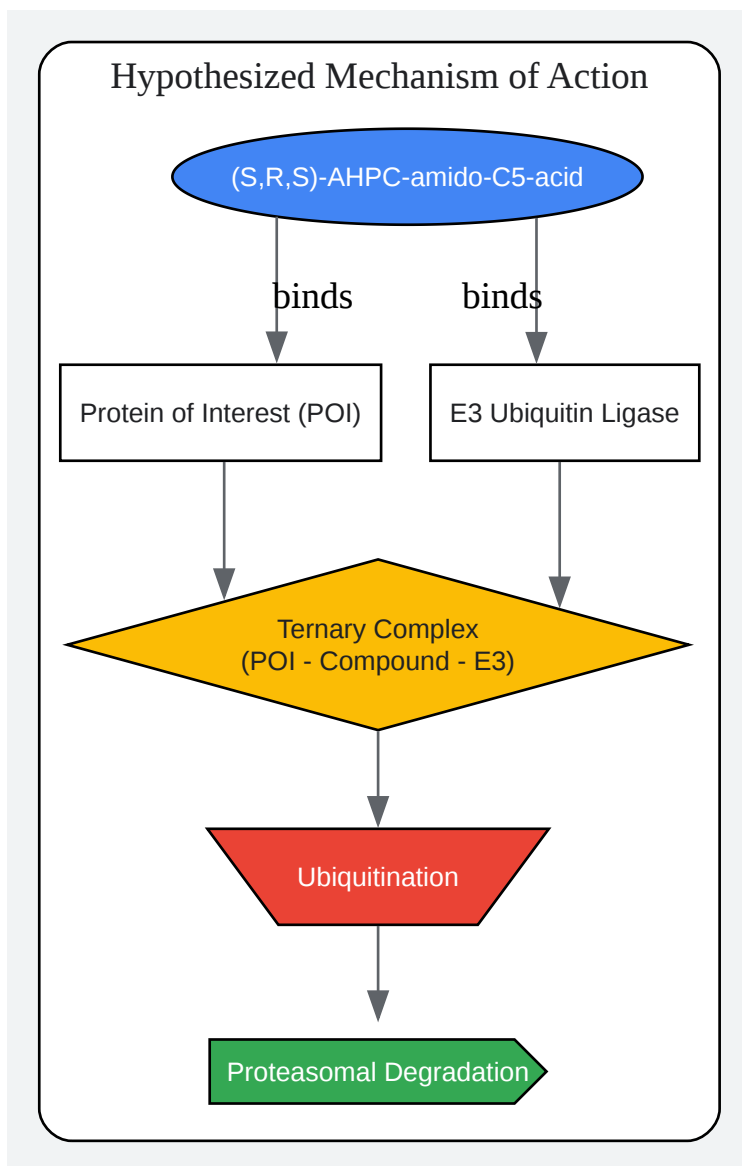 Hypothesized Mechanism of Action
(S,R,S)-AHPC-amido-C5-acid
binds
binds
Protein of Interest (POI)
E3 Ubiquitin Ligase
Ternary Complex
(POI - Compound - E3)
Ubiquitination
Proteasomal Degradation